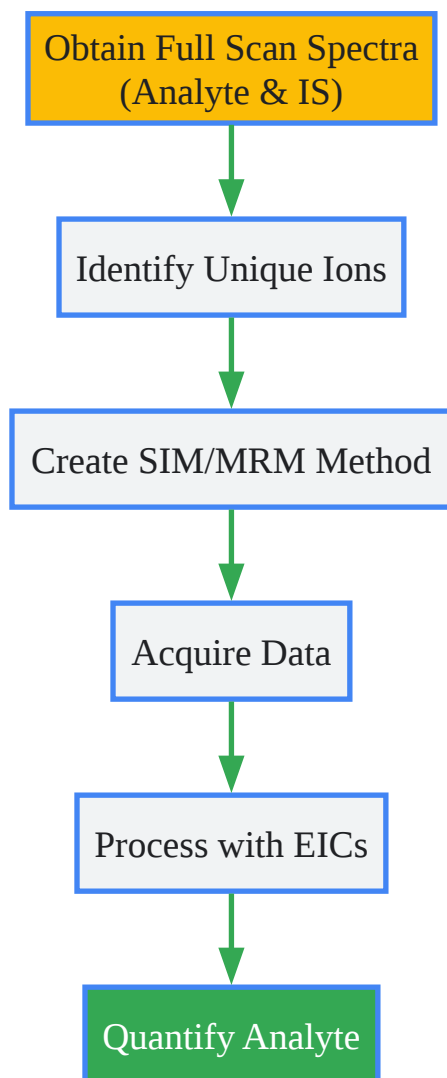 Obtain Full Scan Spectra
(Analyte & IS)
Identify Unique Ions
Create SIM/MRM Method
Acquire Data
Process with EICs
Quantify Analyte